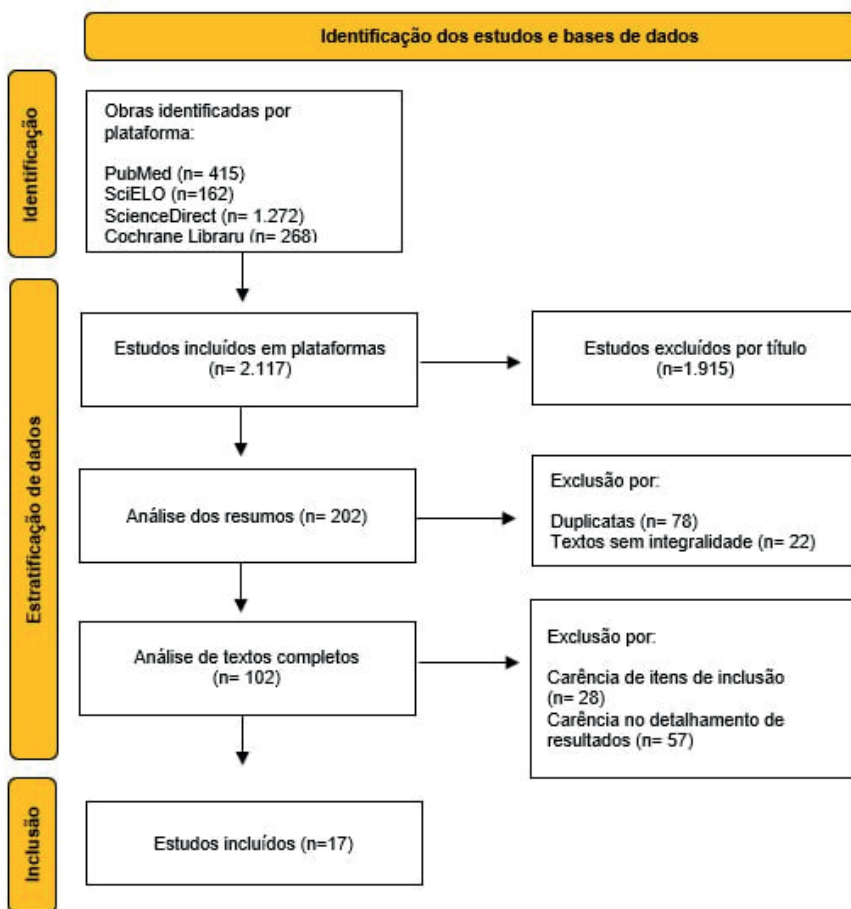 Identificação dos estudos e bases de dados
Identificação
Obras identificadas por
plataforma:
PubMed (n= 415)
SciELO (n=162)
ScienceDirect (n= 1.272)
Cochrane Libraru (n= 268)
Estratificação de dados
Estudos incluídos em plataformas
(n= 2.117)
Estudos excluídos por título
(n=1.915)
Análise dos resumos (n= 202)
Exclusão por:
Duplicatas (n= 78)
Textos sem integralidade (n= 22)
Análise de textos completos
(n= 102)
Exclusão por:
Carência de itens de inclusão
(n= 28)
Carência no detalhamento de
resultados (n= 57)
Inclusão
Estudos incluídos (n=17)